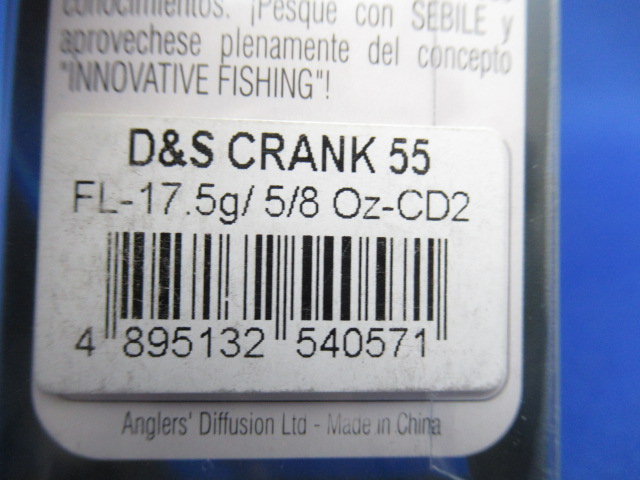 conocimientos. ¡Pesque con SEBILE y
aprovechese plenamente del concepto
"INNOVATIVE FISHING"!
D&S CRANK 55
FL-17.5g/ 5/8 Oz-CD2
4 895132 540571
Anglers' Diffusion Ltd - Made in China